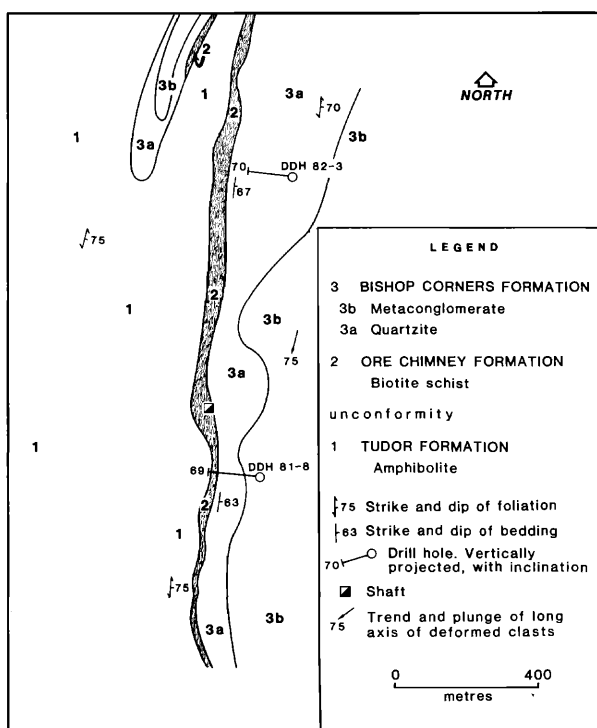 2
3b
1
3a
3a
70
NORTH
3b
1
2
70
DDH 82-3
67
75
1
2
3b
75
3a
1
69
DDH 81-8
2
63
1
75
3a
3b
LEGEND
3 BISHOP CORNERS FORMATION
3b Metaconglomerate
3a Quartzite
2 ORE CHIMNEY FORMATION
Biotite schist
unconformity
1 TUDOR FORMATION
Amphibolite
75 Strike and dip of foliation
63 Strike and dip of bedding
70 Drill hole. Vertically
projected, with inclination
Shaft
75 Trend and plunge of long
axis of deformed clasts
0 400
metres